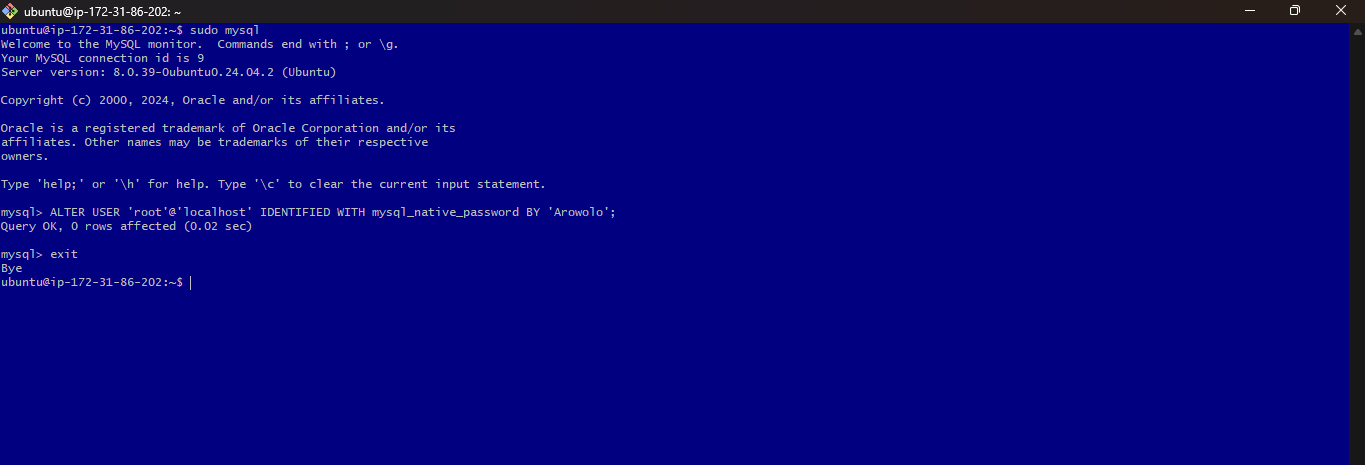 ubuntu@ip-172-31-86-202: ~
ubuntu@ip-172-31-86-202:~$ sudo mysql
Welcome to the MySQL monitor.  Commands end with ; or \g.
Your MySQL connection id is 9
Server version: 8.0.39-0ubuntu0.24.04.2 (Ubuntu)
Copyright (c) 2000, 2024, Oracle and/or its affiliates.
Oracle is a registered trademark of Oracle Corporation and/or its
affiliates. Other names may be trademarks of their respective
owners.
Type 'help;' or '\h' for help. Type '\c' to clear the current input statement.
mysql> ALTER USER 'root'@'localhost' IDENTIFIED WITH mysql_native_password BY 'Arowolo';
Query OK, 0 rows affected (0.02 sec)
mysql> exit
Bye
ubuntu@ip-172-31-86-202:~$